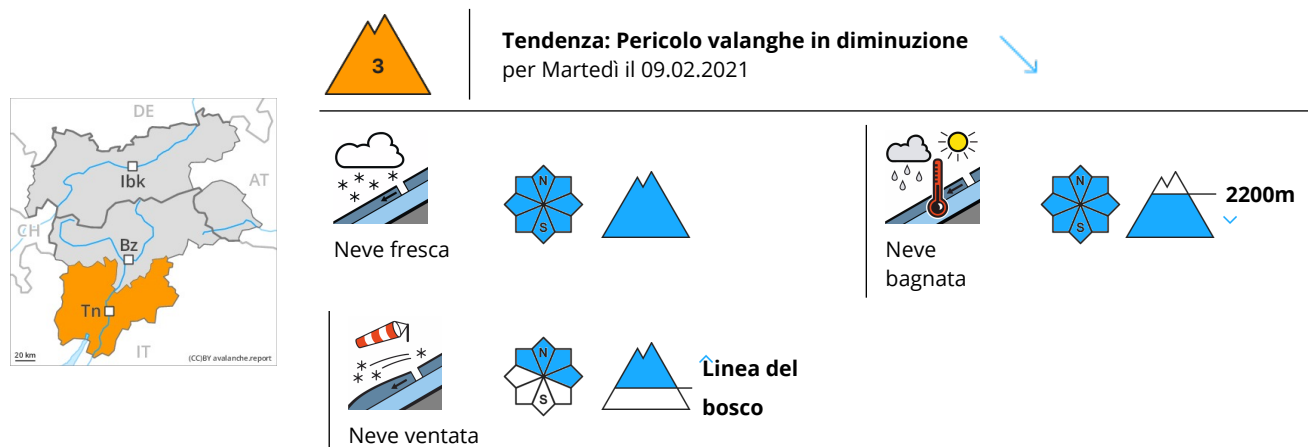 3
Tendenza: Pericolo valanghe in diminuzione
per Martedì il 09.02.2021
DE
Ibk
AT
CH
Bz
Tn
IT
20 km
(CC)BY avalanche.report
N
S
Neve fresca
N
S
2200m
Neve
bagnata
N
S
Linea del
bosco
Neve ventata